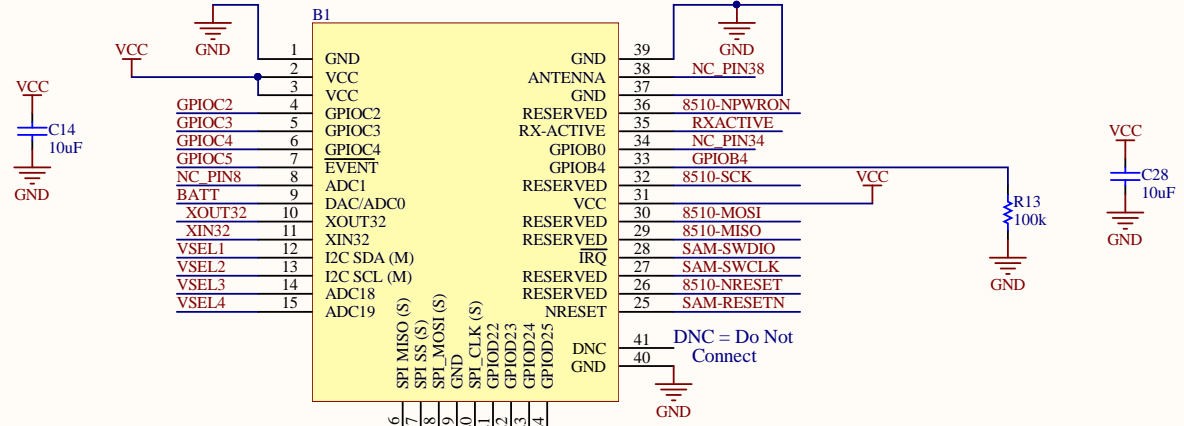 B1
GND
GND
VCC
VCC
C14
10uF
GND
1 GND
2 VCC
3 VCC
GPIOC2 4 GPIOC2
GPIOC3 5 GPIOC3
GPIOC4 6 GPIOC4
GPIOC5 7 EVENT
NC_PIN8 8 ADC1
BATT 9 DAC/ADC0
XOUT32 10 XOUT32
XIN32 11 XIN32
VSEL1 12 I2C SDA (M)
VSEL2 13 I2C SCL (M)
VSEL3 14 ADC18
VSEL4 15 ADC19
GND 39
ANTENNA 38 NC_PIN38
GND 37
RESERVED 36 8510-NPWRON
RX-ACTIVE 35 RXACTIVE
GPIOB0 34 NC_PIN34
GPIOB4 33 GPIOB4
RESERVED 32 8510-SCK
VCC 31 VCC
RESERVED 30 8510-MOSI
RESERVED 29 8510-MISO
IRQ 28 SAM-SWDIO
RESERVED 27 SAM-SWCLK
RESERVED 26 8510-NRESET
NRESET 25 SAM-RESETN
DNC 41 DNC = Do Not
Connect
GND 40
GND
R13
100k
GND
VCC
C28
10uF
GND
SPI MISO (S)
SPI SS (S)
SPI_MOSI (S)
GND
SPI_CLK (S)
GPIOD22
GPIOD23
GPIOD24
GPIOD25